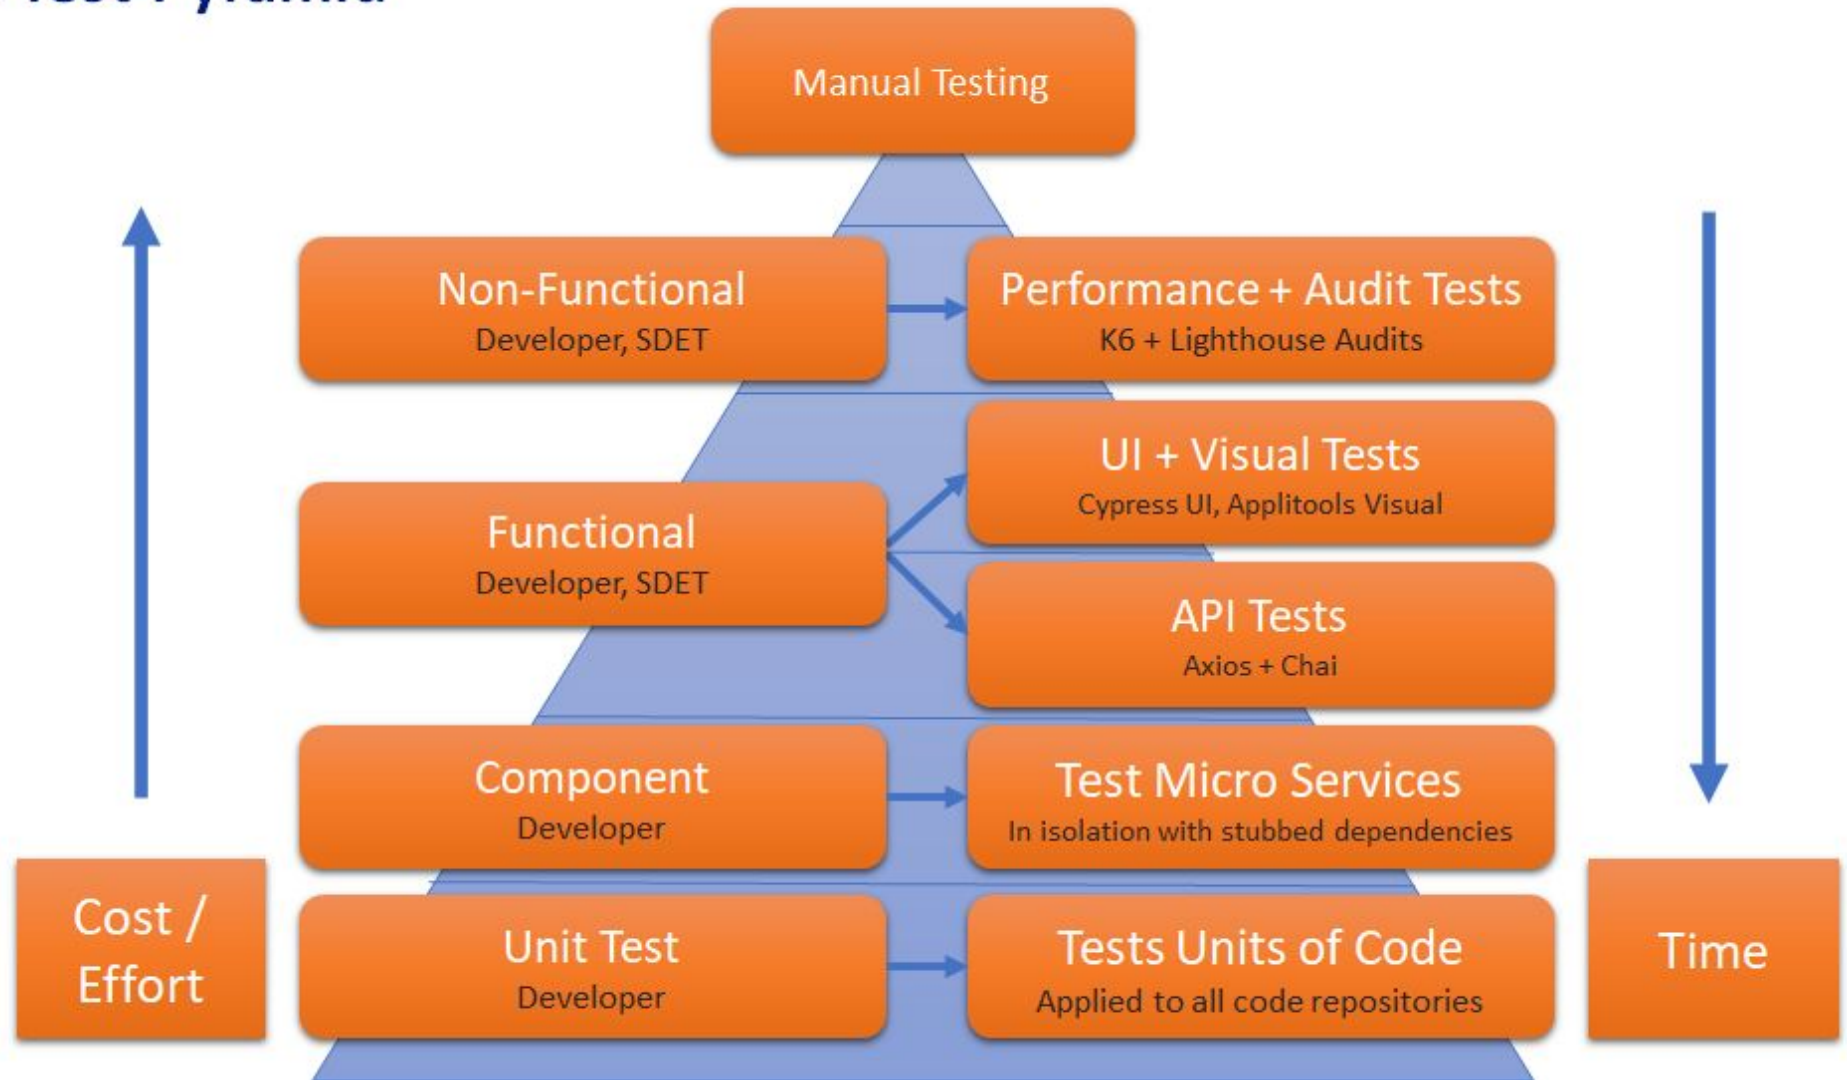 Test Pyramid
Manual Testing
Non-Functional
Developer, SDET
Performance + Audit Tests
K6 + Lighthouse Audits
UI + Visual Tests
Cypress UI, Applitools Visual
Functional
Developer, SDET
API Tests
Axios + Chai
Component
Developer
Test Micro Services
In isolation with stubbed dependencies
Unit Test
Developer
Tests Units of Code
Applied to all code repositories
Cost /
Effort
Time